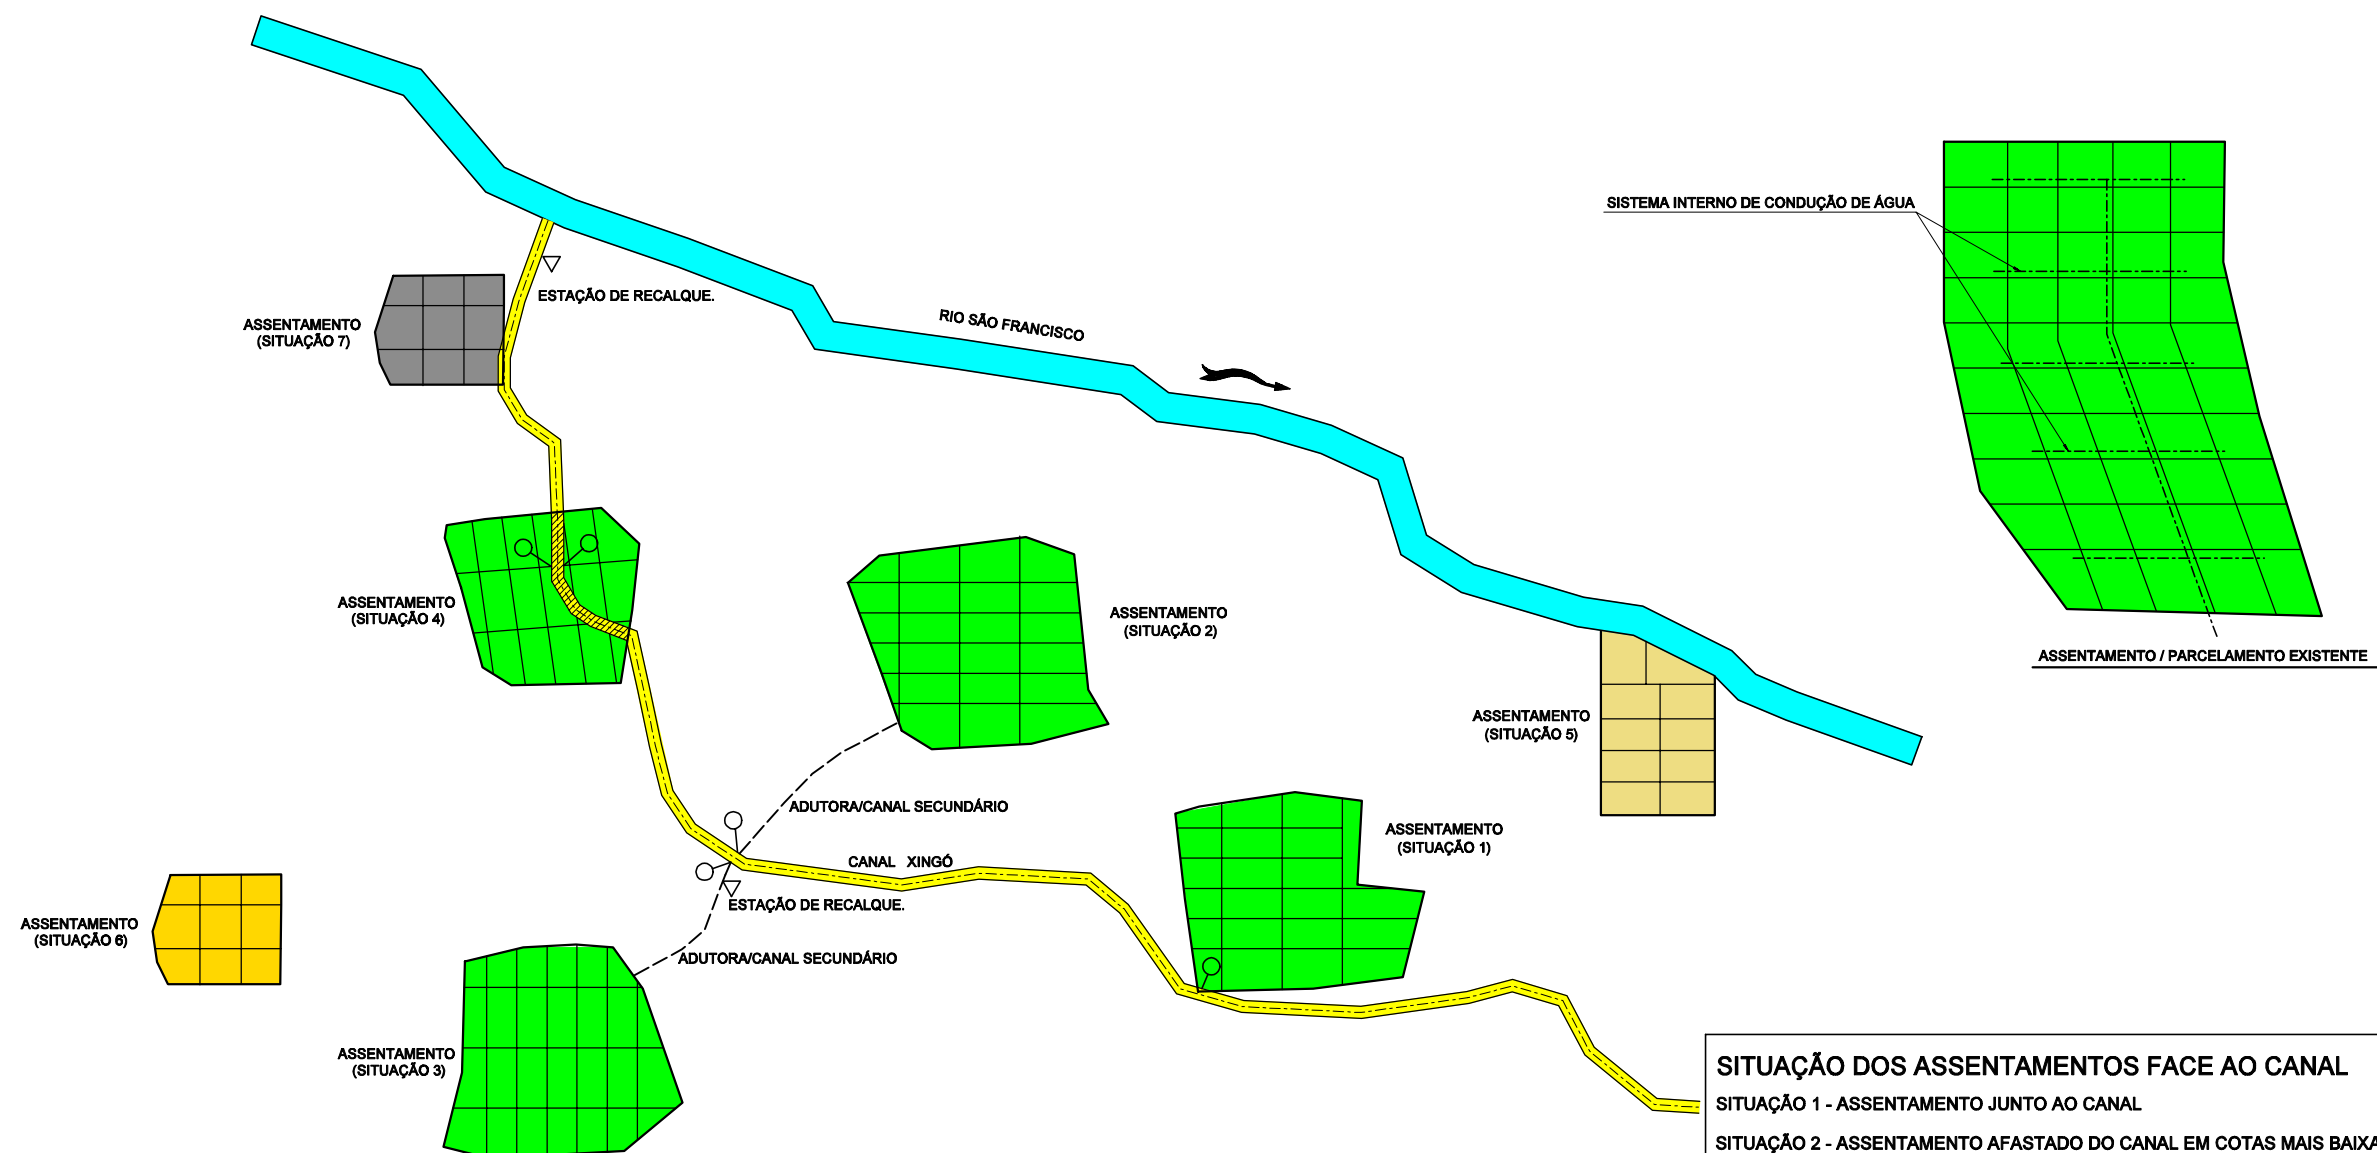 SISTEMA INTERNO DE CONDUÇÃO DE ÁGUA
ESTAÇÃO DE RECALQUE.
ASSENTAMENTO
(SITUAÇÃO 7)
RIO SÃO FRANCISCO
ASSENTAMENTO
(SITUAÇÃO 4)
ASSENTAMENTO
(SITUAÇÃO 2)
ASSENTAMENTO / PARCELAMENTO EXISTENTE
ASSENTAMENTO
(SITUAÇÃO 5)
ADUTORA/CANAL SECUNDÁRIO
ASSENTAMENTO
(SITUAÇÃO 1)
CANAL XINGÓ
ESTAÇÃO DE RECALQUE.
ASSENTAMENTO
(SITUAÇÃO 6)
ADUTORA/CANAL SECUNDÁRIO
ASSENTAMENTO
(SITUAÇÃO 3)
SITUAÇÃO DOS ASSENTAMENTOS FACE AO CANAL
SITUAÇÃO 1 - ASSENTAMENTO JUNTO AO CANAL
SITUAÇÃO 2 - ASSENTAMENTO AFASTADO DO CANAL EM COTAS MAIS BAIXA